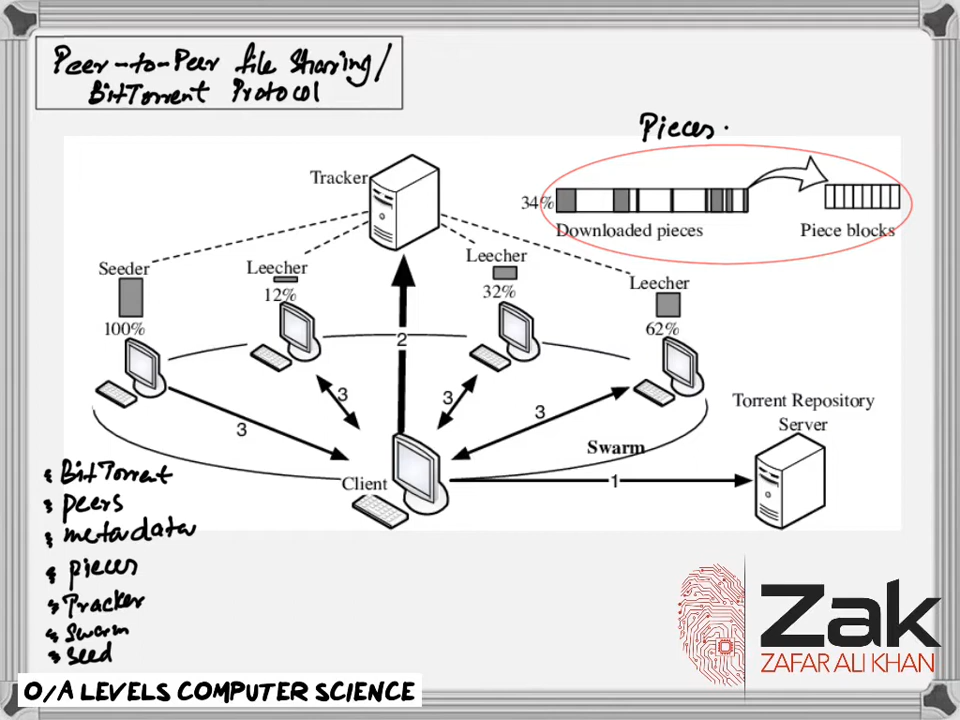 Peer-to-Peer file Sharing/
BitTorrent Protocol
Pieces.
Tracker
34%
Downloaded pieces
Piece blocks
Seeder
100%
Leecher
12%
Leecher
32%
Leecher
62%
2
3
3
3
3
Swarm
1
Client
Torrent Repository
Server
BitTorrent
peers
metadata
pieces
Tracker
Swarm
Seed
Zak
ZAFAR ALI KHAN
O/A LEVELS COMPUTER SCIENCE